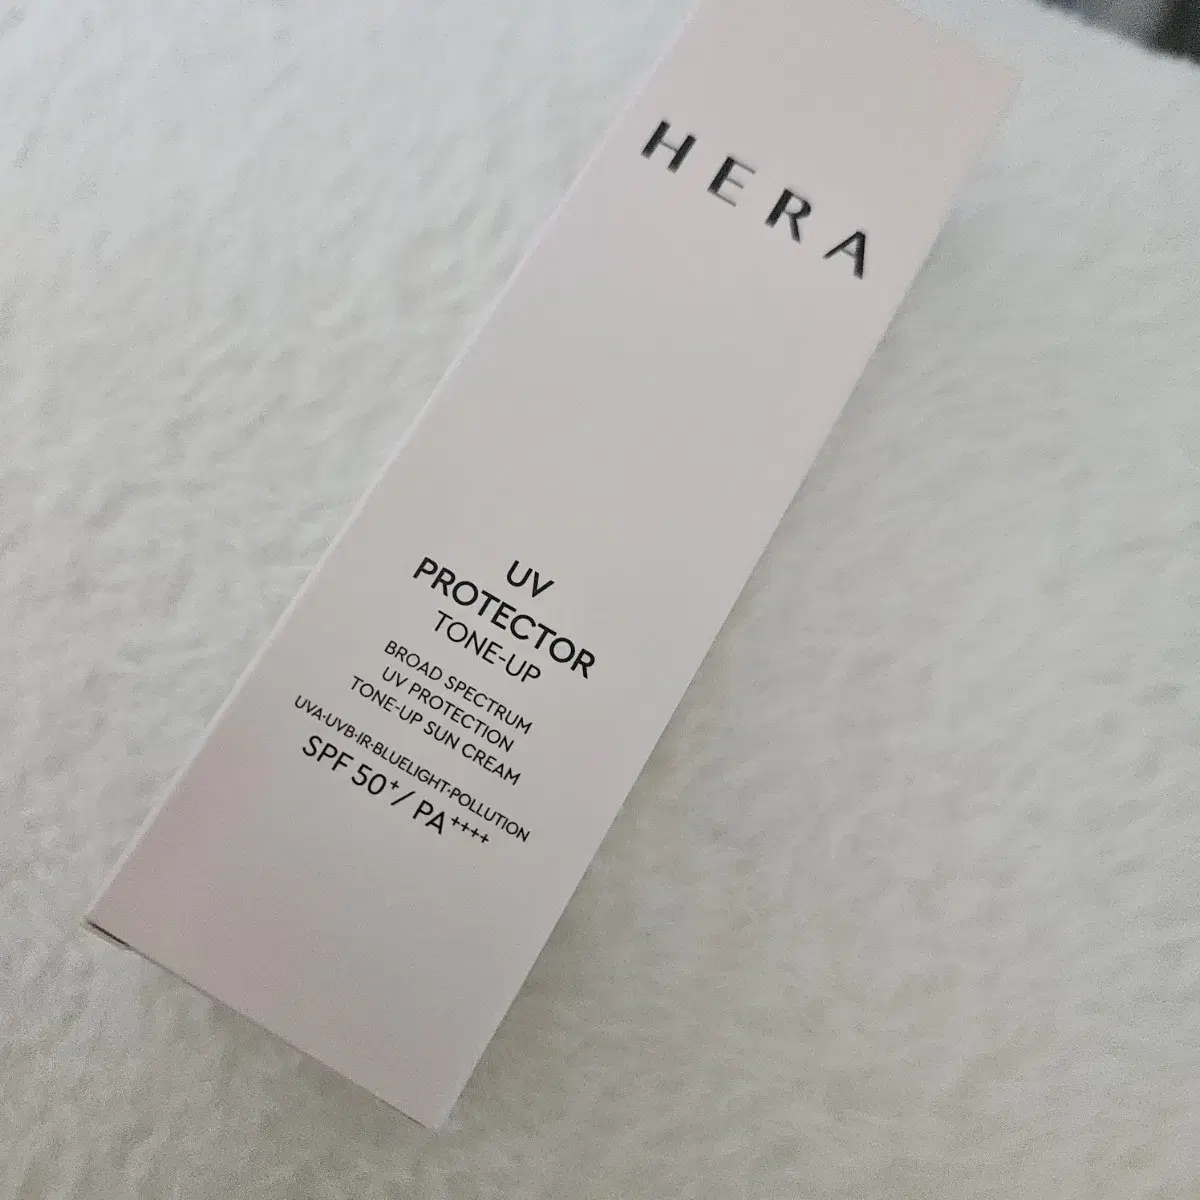 HERA
UV
PROTECTOR
TONE-UP
BROAD SPECTRUM
UV PROTECTION
TONE-UP SUN CREAM
UVA·UVB·IR·BLUELIGHT·POLLUTION
SPF 50+/ PA++++